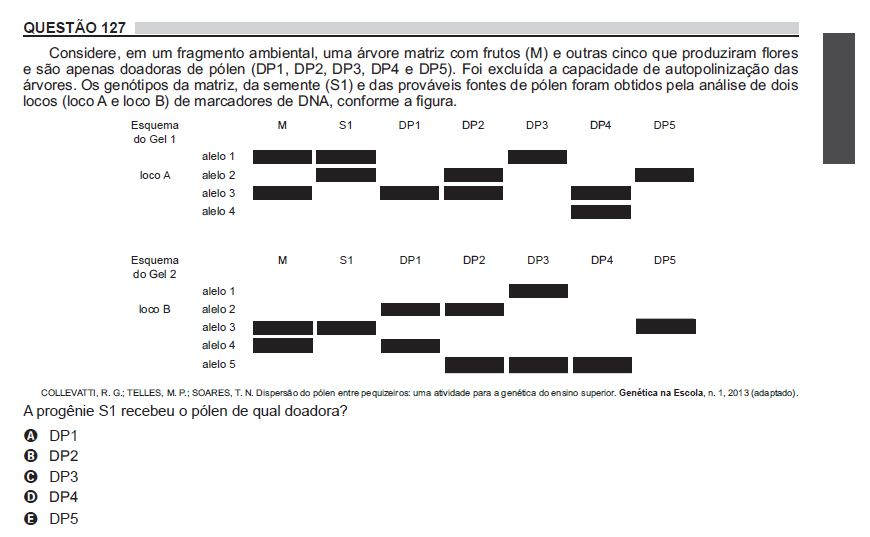 QUESTÃO 127
Considere, em um fragmento ambiental, uma árvore matriz com frutos (M) e outras cinco que produziram flores
e são apenas doadoras de pólen (DP1, DP2, DP3, DP4 e DP5). Foi excluída a capacidade de autopolinização das
árvores. Os genótipos da matriz, da semente (S1) e das prováveis fontes de pólen foram obtidos pela análise de dois
locos (loco A e loco B) de marcadores de DNA, conforme a figura.
Esquema M S1 DP1 DP2 DP3 DP4 DP5
do Gel 1
alelo 1
loco A alelo 2
alelo 3
alelo 4
Esquema M S1 DP1 DP2 DP3 DP4 DP5
do Gel 2
alelo 1
loco B alelo 2
alelo 3
alelo 4
alelo 5
COLLEVATTI, R. G.; TELLES, M. P.; SOARES, T. N. Dispersão do pólen entre pequizeiros: uma atividade para a genética do ensino superior. Genética na Escola, n. 1, 2013 (adaptado).
A progênie S1 recebeu o pólen de qual doadora?
A DP1
B DP2
C DP3
D DP4
E DP5